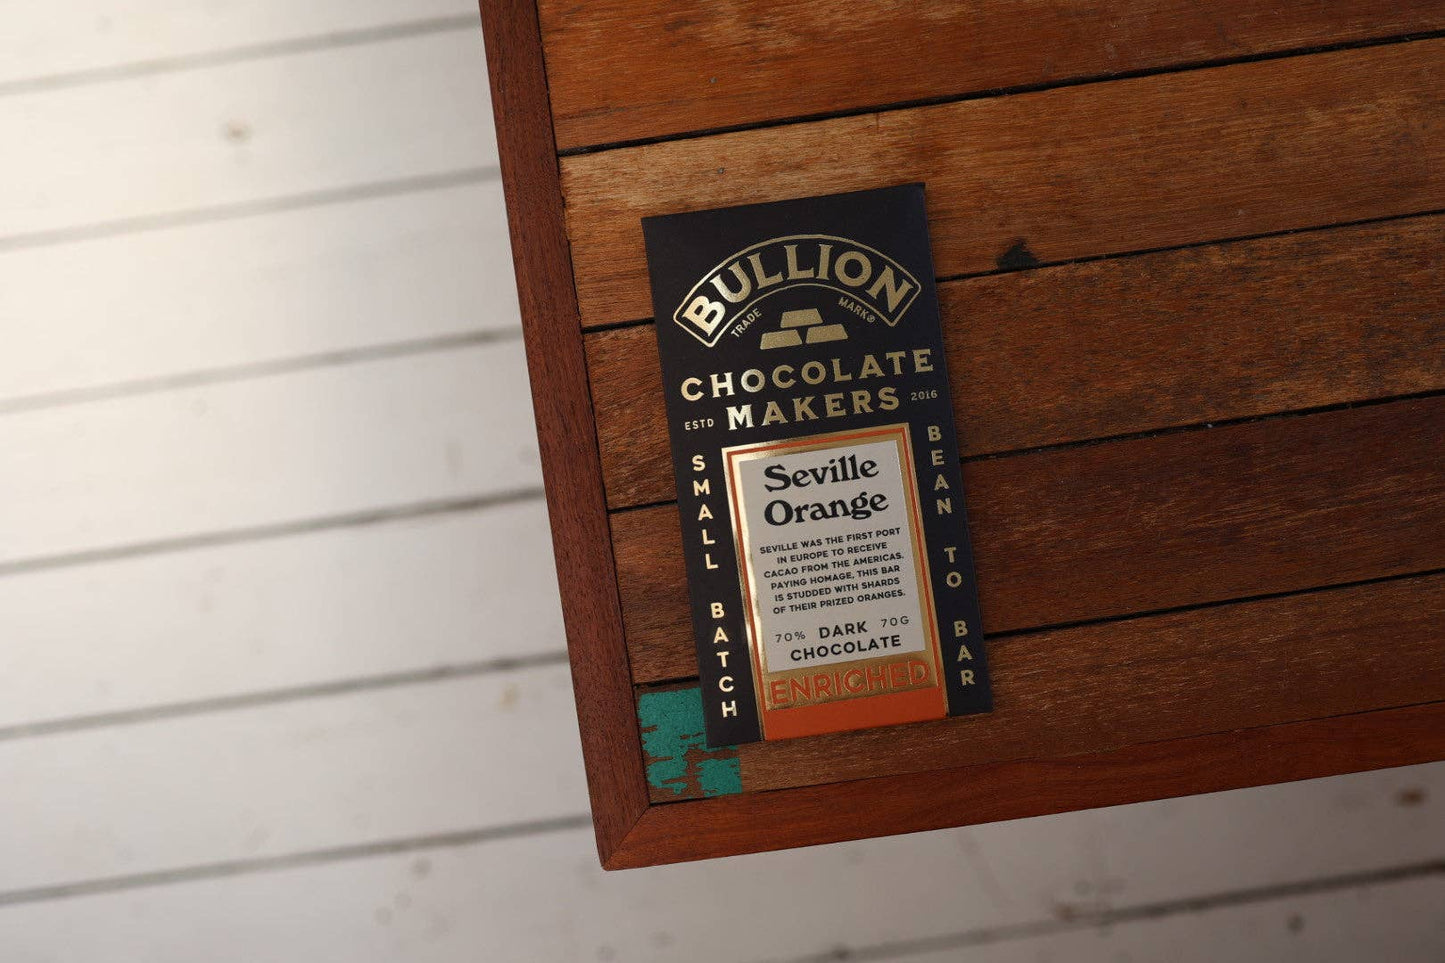 BULLION
TRADE MARK®
CHOCOLATE
ESTD MAKERS 2016
SMALL BATCH
BEAN TO BAR
Seville
Orange
SEVILLE WAS THE FIRST PORT
IN EUROPE TO RECEIVE
CACAO FROM THE AMERICAS.
PAYING HOMAGE, THIS BAR
IS STUDDED WITH SHARDS
OF THEIR PRIZED ORANGES.
70% DARK 70G
CHOCOLATE
ENRICHED